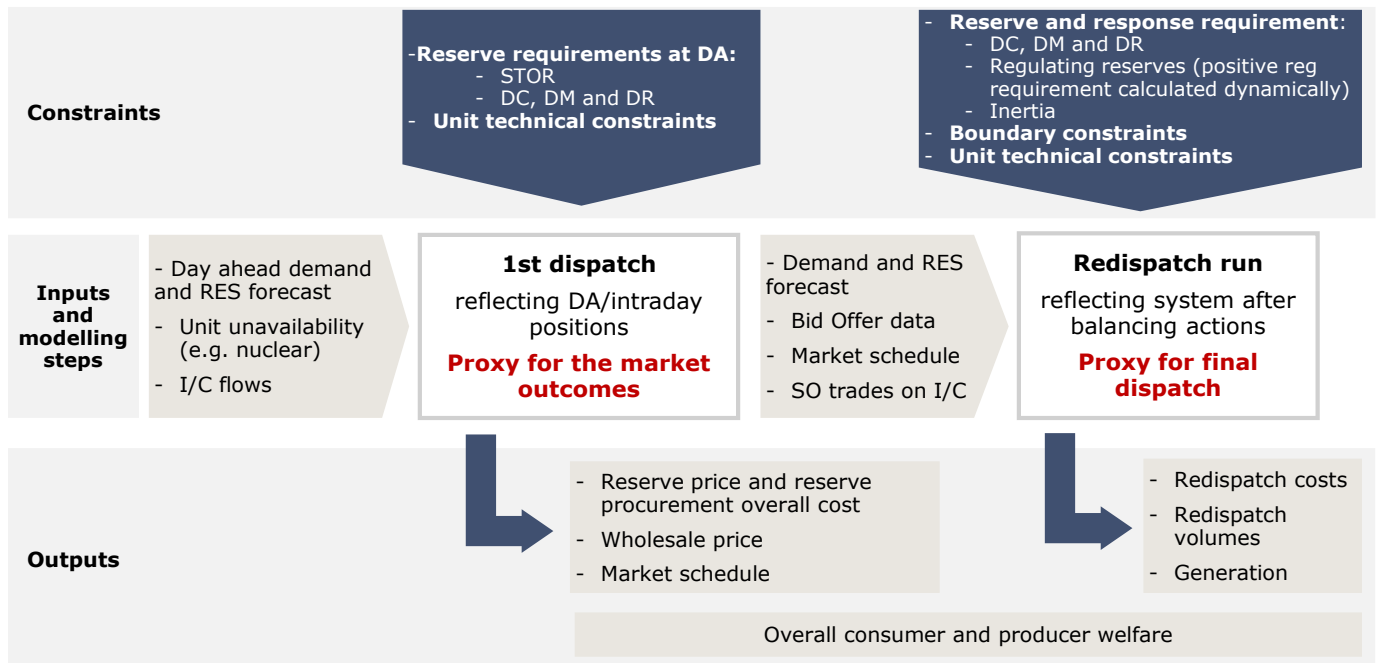 Constraints
-Reserve requirements at DA:
- STOR
- DC, DM and DR
- Unit technical constraints
- Reserve and response requirement:
- DC, DM and DR
- Regulating reserves (positive reg
requirement calculated dynamically)
- Inertia
- Boundary constraints
- Unit technical constraints
Inputs
and
modelling
steps
- Day ahead demand
and RES forecast
- Unit unavailability
(e.g. nuclear)
- I/C flows
1st dispatch
reflecting DA/intraday
positions
Proxy for the market
outcomes
- Demand and RES
forecast
- Bid Offer data
- Market schedule
- SO trades on I/C
Redispatch run
reflecting system after
balancing actions
Proxy for final
dispatch
Outputs
- Reserve price and reserve
procurement overall cost
- Wholesale price
- Market schedule
- Redispatch costs
- Redispatch
volumes
- Generation
Overall consumer and producer welfare